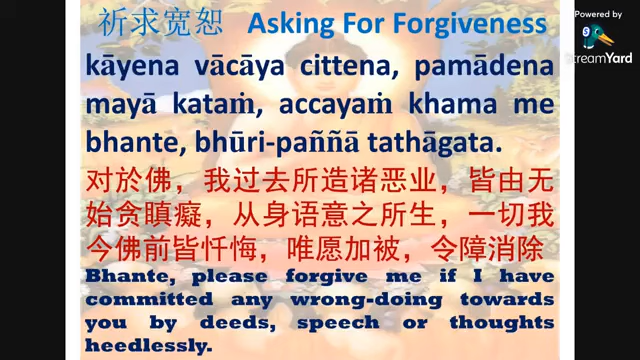 祈求宽恕 Asking For Forgiveness
kāyena vācāya cittena, pamādena
mayā kataṁ, accayaṁ khama me
bhante, bhūri-paññā tathāgata.
对於佛，我过去所造诸恶业，皆由无
始贪瞋癡，从身语意之所生，一切我
今佛前皆忏悔，唯愿加被，令障消除
Bhante, please forgive me if I have
committed any wrong-doing towards
you by deeds, speech or thoughts
heedlessly.
Powered by
StreamYard